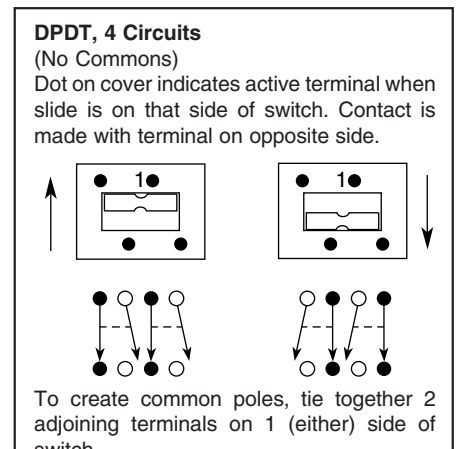 DPDT, 4 Circuits
(No Commons)
Dot on cover indicates active terminal when
slide is on that side of switch. Contact is
made with terminal on opposite side.
1 1
To create common poles, tie together 2
adjoining terminals on 1 (either) side of